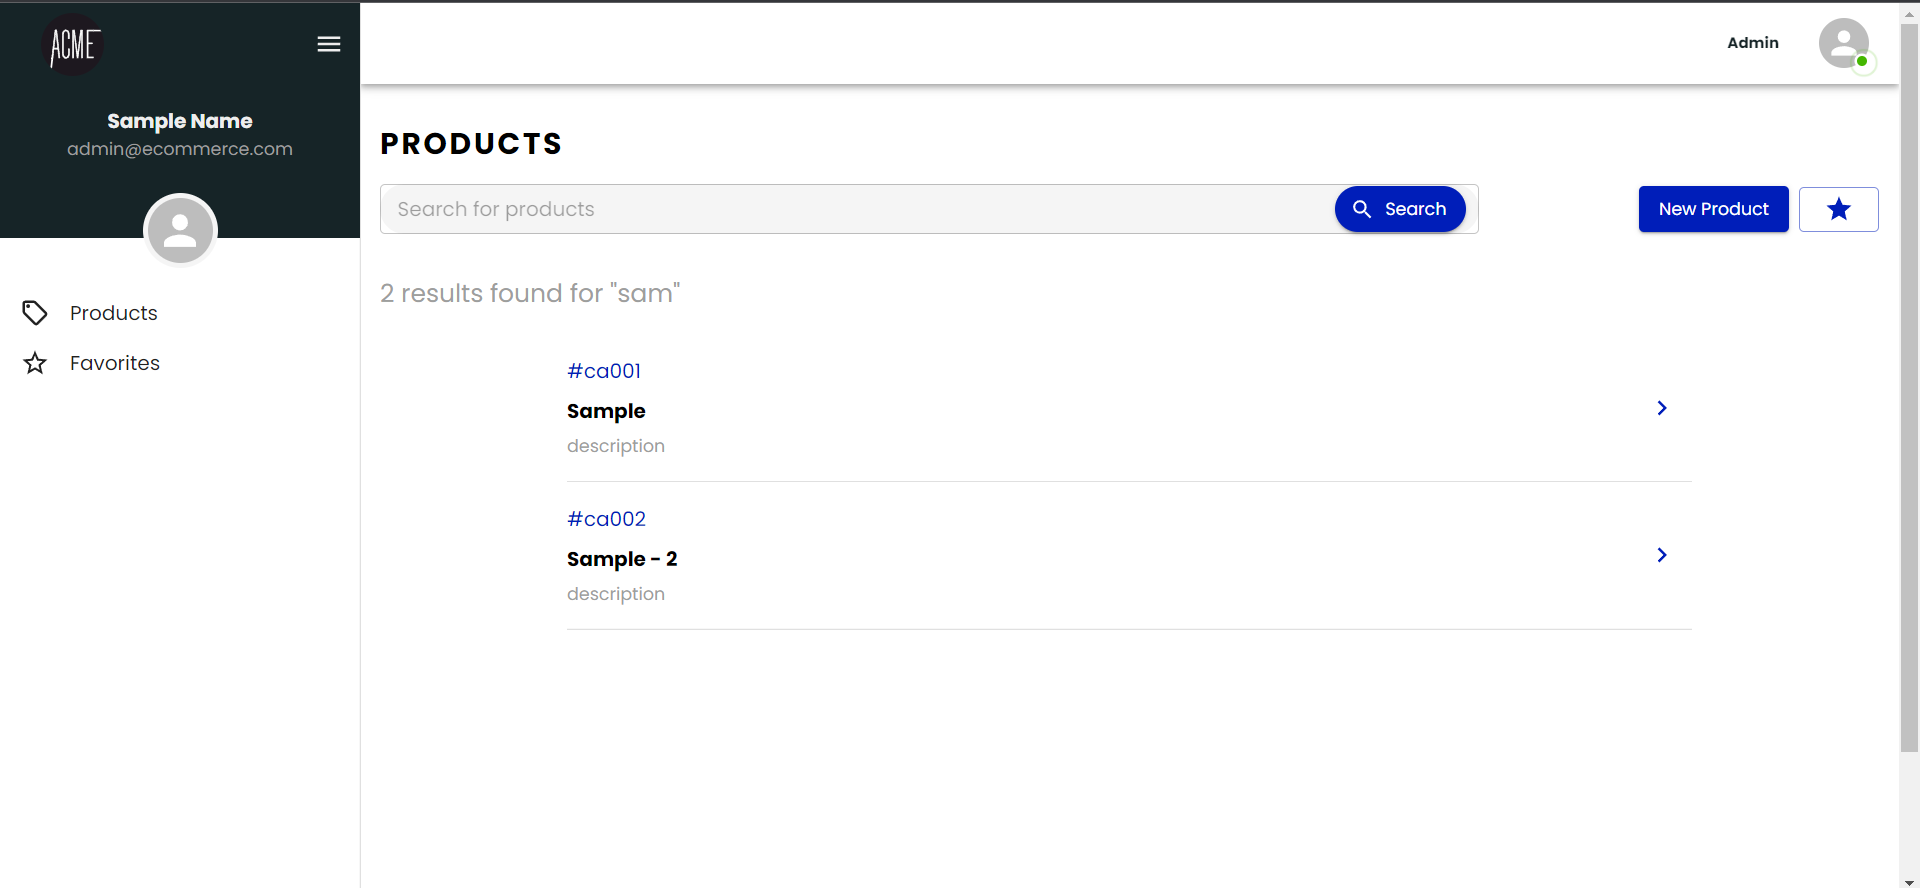 ACME
Sample Name
admin@ecommerce.com
Products
Favorites
Admin
PRODUCTS
Search for products
Search
New Product
2 results found for "sam"
#ca001
Sample
description
#ca002
Sample - 2
description